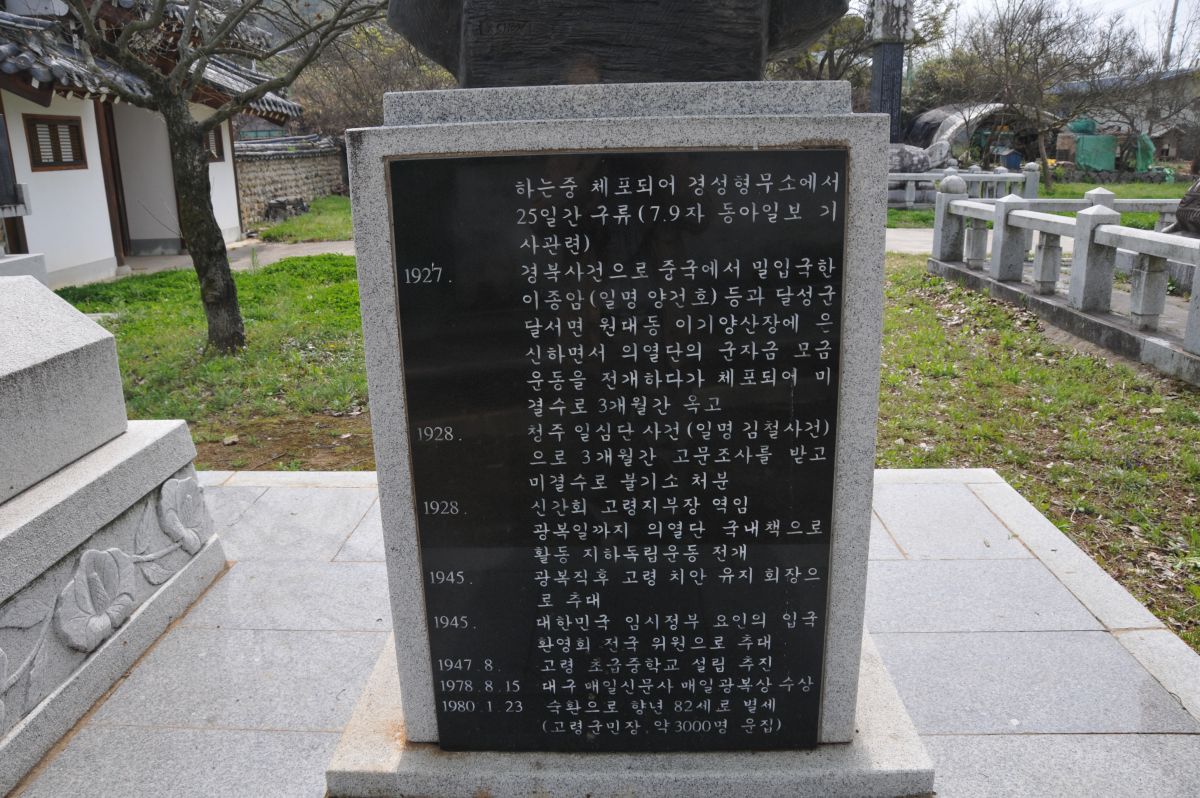 하는중 체포되어 경성형무소에서
25일간 구류(7.9자 동아일보 기
사관련)
1927. 경북사건으로 중국에서 밀입국한
이종암(일명 양건호)등과 달성군
달서면 원대동 이기양산장에 은
신하면서 의열단의 군자금 모금
운동을 전개하다가 체포되어 미
결수로 3개월간 옥고
1928. 청주 일심단 사건(일명 김철사건)
으로 3개월간 고문조사를 받고
미결수로 불기소 처분
1928. 신간회 고령지부장 역임
광복일까지 의열단 국내책으로
활동 지하독립운동 전개
1945. 광복직후 고령 치안 유지 회장으
로 추대
1945. 대한민국 임시정부 요인의 입국
환영회 전국 위원으로 추대
1947.8. 고령 초급중학교 설립 추진
1978.8.15 대구 매일신문사 매일광복상 수상
1980.1.23 숙환으로 향년 82세로 별세
(고령군민장, 약 3000명 운집)